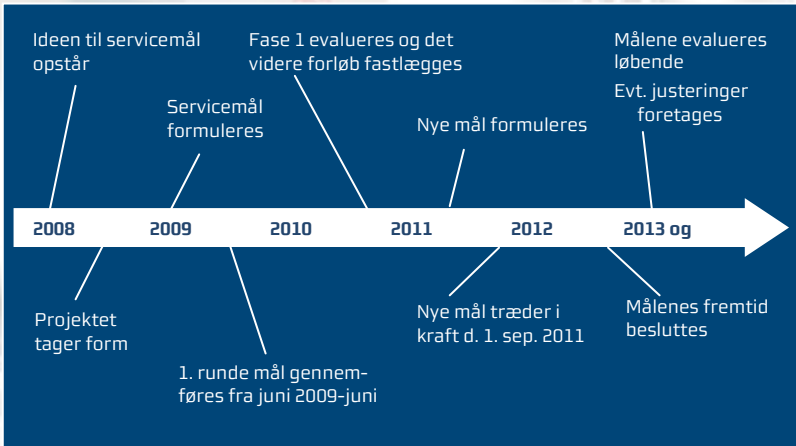 Ideen til servicemål
opstår
Servicemål
formuleres
Fase 1 evalueres og det
videre forløb fastlægges
Nye mål formuleres
Målene evalueres
løbende
Evt. justeringer
foretages
2008 2009 2010 2011 2012 2013 og
Projektet
tager form
1. runde mål gennem-
føres fra juni 2009-juni
Nye mål træder i
kraft d. 1. sep. 2011
Målenes fremtid
besluttes